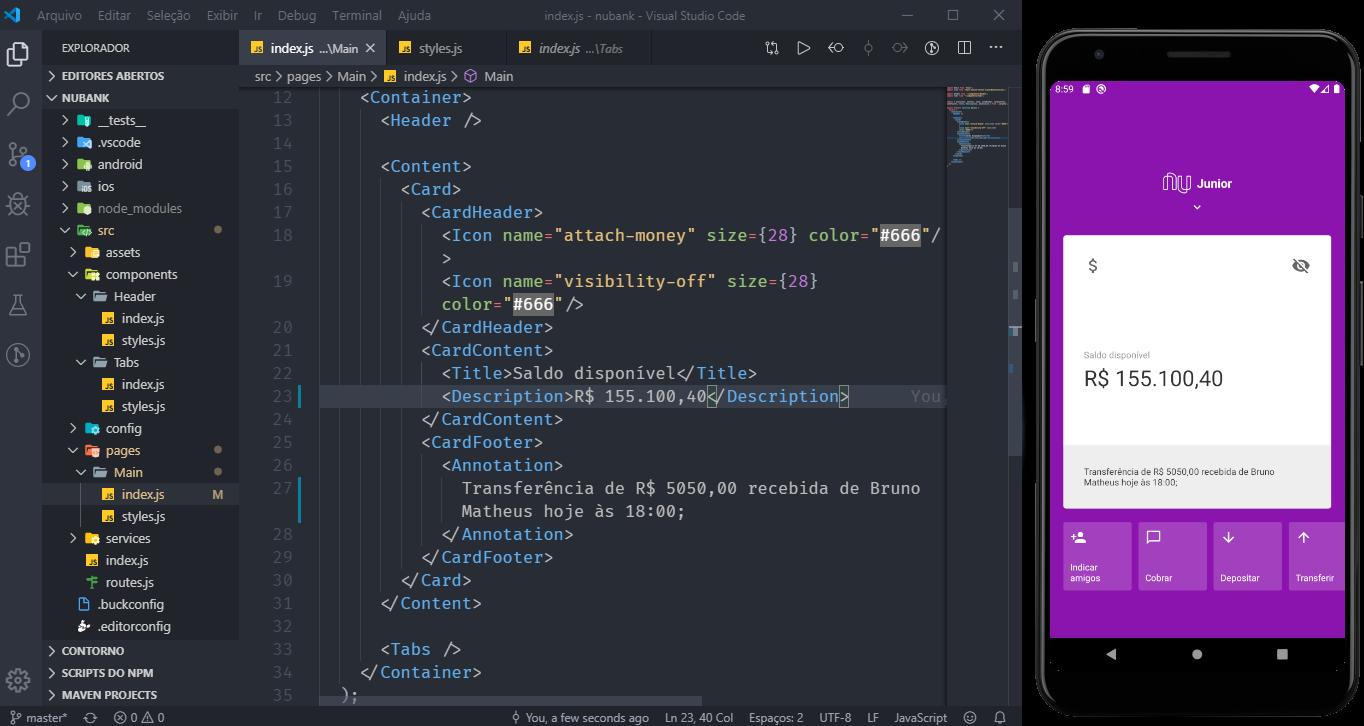 Arquivo Editar Seleção Exibir Ir Debug Terminal Ajuda index.js - nubank - Visual Studio Code
EXPLORADOR
EDITORES ABERTOS
NUBANK
__tests__
.vscode
android
ios
node_modules
src
assets
components
Header
index.js
styles.js
Tabs
index.js
styles.js
config
pages
Main
index.js M
styles.js
services
index.js
routes.js
.buckconfig
.editorconfig
CONTORNO
SCRIPTS DO NPM
MAVEN PROJECTS
1
index.js ...\Main styles.js index.js ...\Tabs
src > pages > Main > index.js > Main
12 <Container>
13 <Header />
14
15 <Content>
16 <Card>
17 <CardHeader>
18 <Icon name="attach-money" size={28} color="#666"/
>
19 <Icon name="visibility-off" size={28}
color="#666"/>
20 </CardHeader>
21 <CardContent>
22 <Title>Saldo disponível</Title>
23 <Description>R$ 155.100,40</Description> You
24 </CardContent>
25 <CardFooter>
26 <Annotation>
27 Transferência de R$ 5050,00 recebida de Bruno
Matheus hoje às 18:00;
28 </Annotation>
29 </CardFooter>
30 </Card>
31 </Content>
32
33 <Tabs />
34 </Container>
35 );
master* 0 0 You, a few seconds ago Ln 23, 40 Col Espaços: 2 UTF-8 LF JavaScript
8:59
Junior
$
Saldo disponível
R$ 155.100,40
Transferência de R$ 5050,00 recebida de Bruno
Matheus hoje às 18:00;
Indicar
amigos
Cobrar
Depositar
Transferir